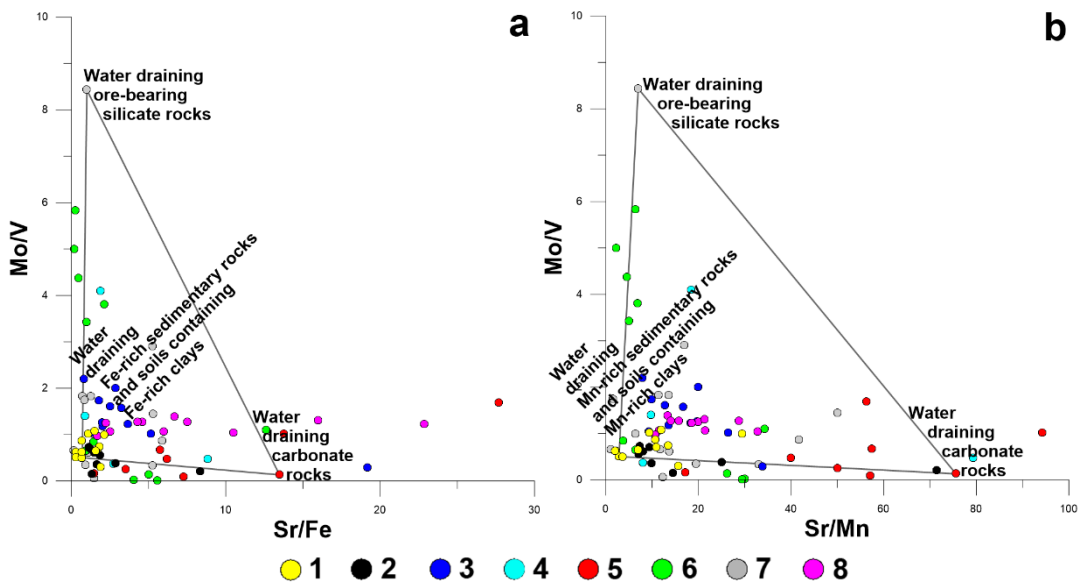 a
10
8
6
4
2
0
0
10
20
30
Mo/V
Sr/Fe
Water draining
ore-bearing
silicate rocks
Water
draining
Fe-rich sedimentary rocks
and soils containing
Fe-rich clays
Water
draining
carbonate
rocks
b
10
8
6
4
2
0
0
20
40
60
80
100
Mo/V
Sr/Mn
Water draining
ore-bearing
silicate rocks
Water
draining
Mn-rich sedimentary rocks
and soils containing
Mn-rich clays
Water
draining
carbonate
rocks
1 2 3 4 5 6 7 8